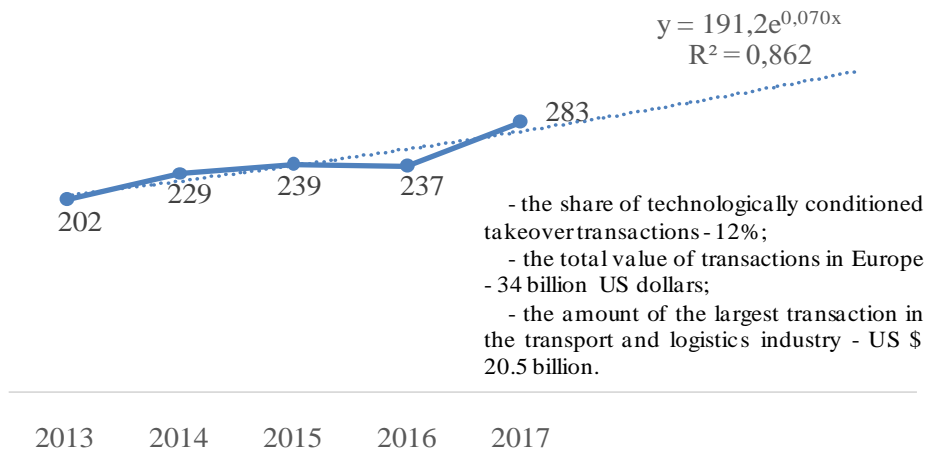 y = 191,2e^0,070x
R² = 0,862
283
202
229
239
237
- the share of technologically conditioned
takeover transactions - 12%;
- the total value of transactions in Europe
- 34 billion US dollars;
- the amount of the largest transaction in
the transport and logistics industry - US $
20.5 billion.
2013 2014 2015 2016 2017